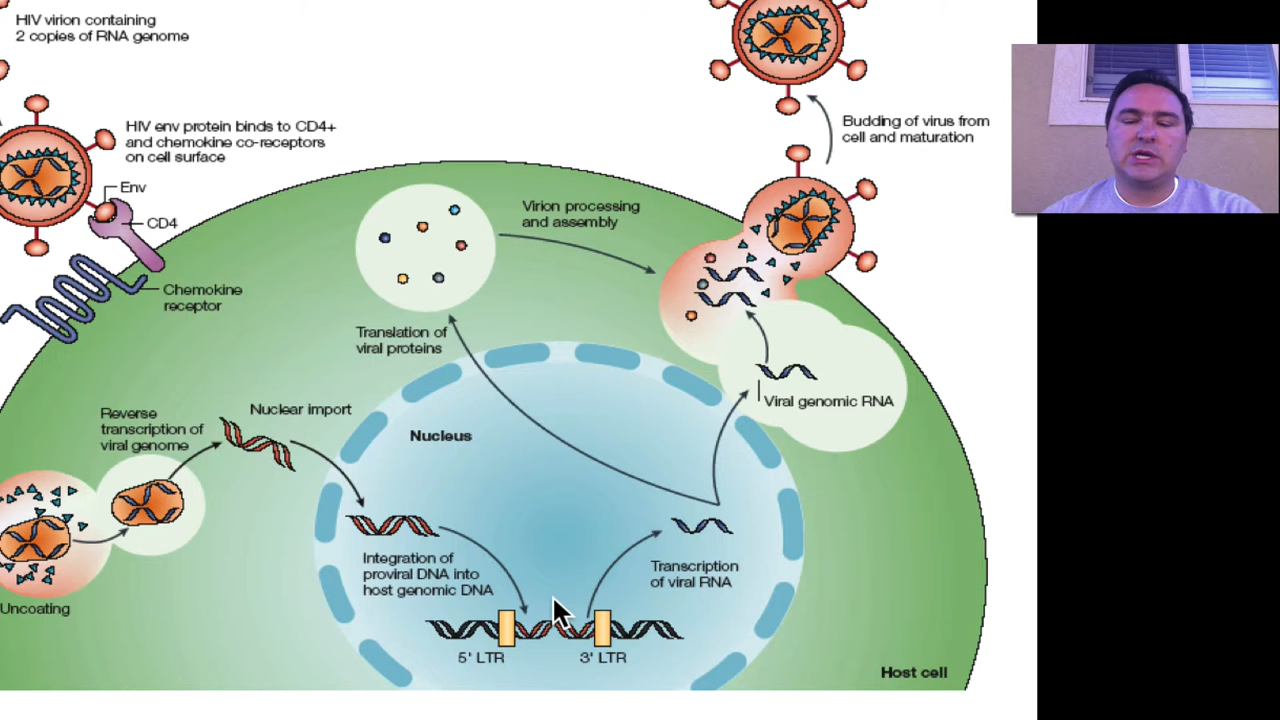 HIV virion containing
2 copies of RNA genome
HIV env protein binds to CD4+
and chemokine co-receptors
on cell surface
Env
CD4
Chemokine
receptor
Budding of virus from
cell and maturation
Virion processing
and assembly
Translation of
viral proteins
Viral genomic RNA
Reverse
transcription of
viral genome
Nuclear import
Nucleus
Integration of
proviral DNA into
host genomic DNA
Transcription
of viral RNA
Uncoating
5' LTR
3' LTR
Host cell